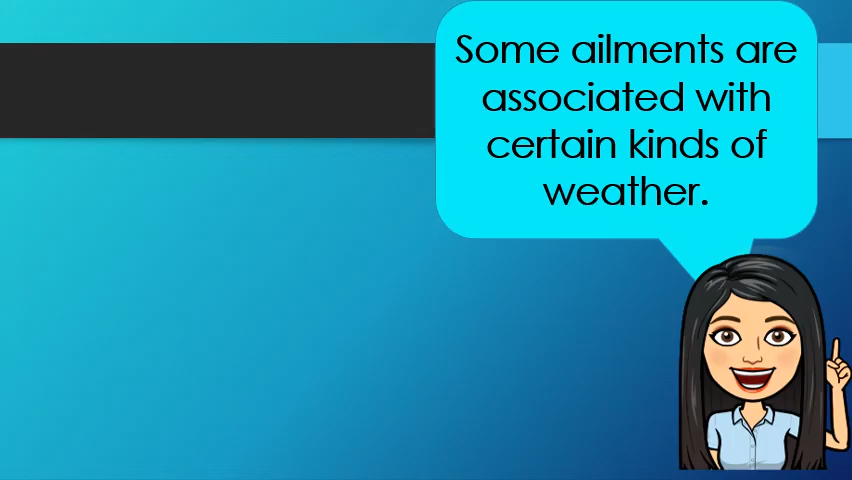 Some ailments are
associated with
certain kinds of
weather.